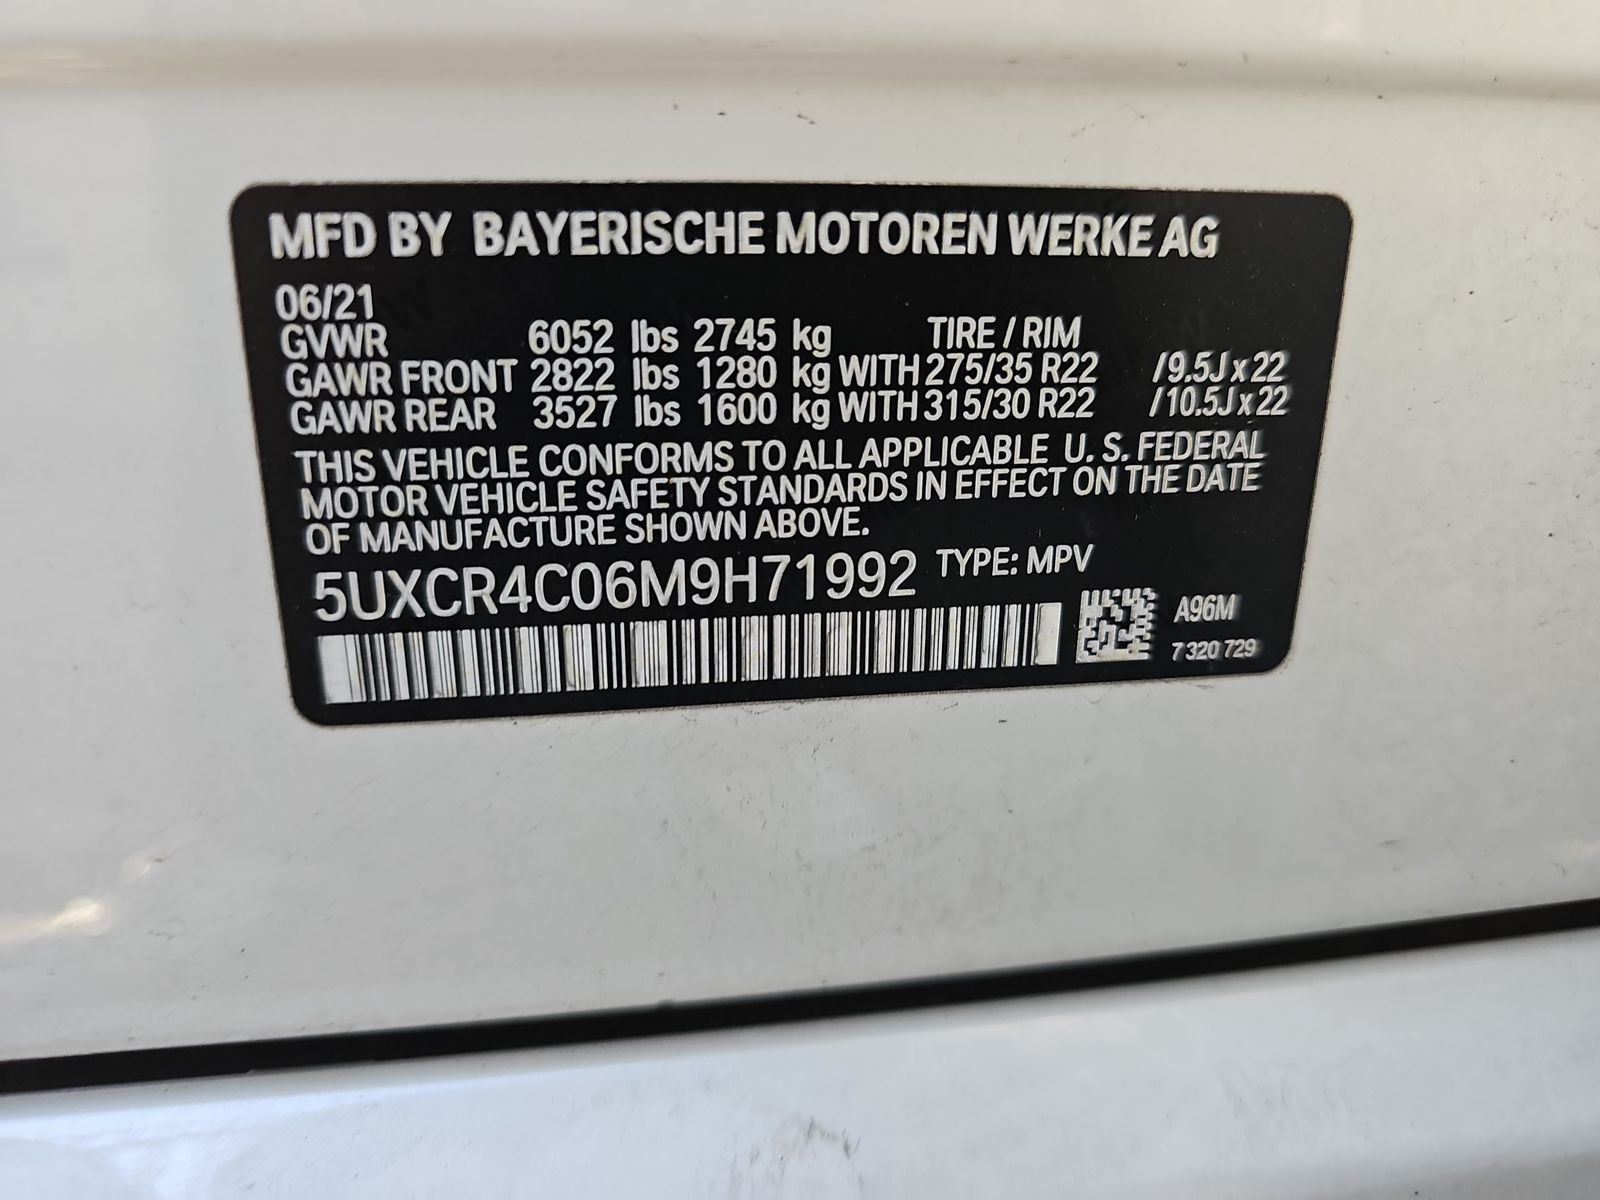 MFD BY BAYERISCHE MOTOREN WERKE AG
06/21
GVWR 6052 lbs 2745 kg TIRE / RIM
GAWR FRONT 2822 lbs 1280 kg WITH 275/35 R22 /9.5J x 22
GAWR REAR 3527 lbs 1600 kg WITH 315/30 R22 /10.5J x 22
THIS VEHICLE CONFORMS TO ALL APPLICABLE U. S. FEDERAL
MOTOR VEHICLE SAFETY STANDARDS IN EFFECT ON THE DATE
OF MANUFACTURE SHOWN ABOVE.
5UXCR4C06M9H71992 TYPE: MPV
A96M
7 320 729